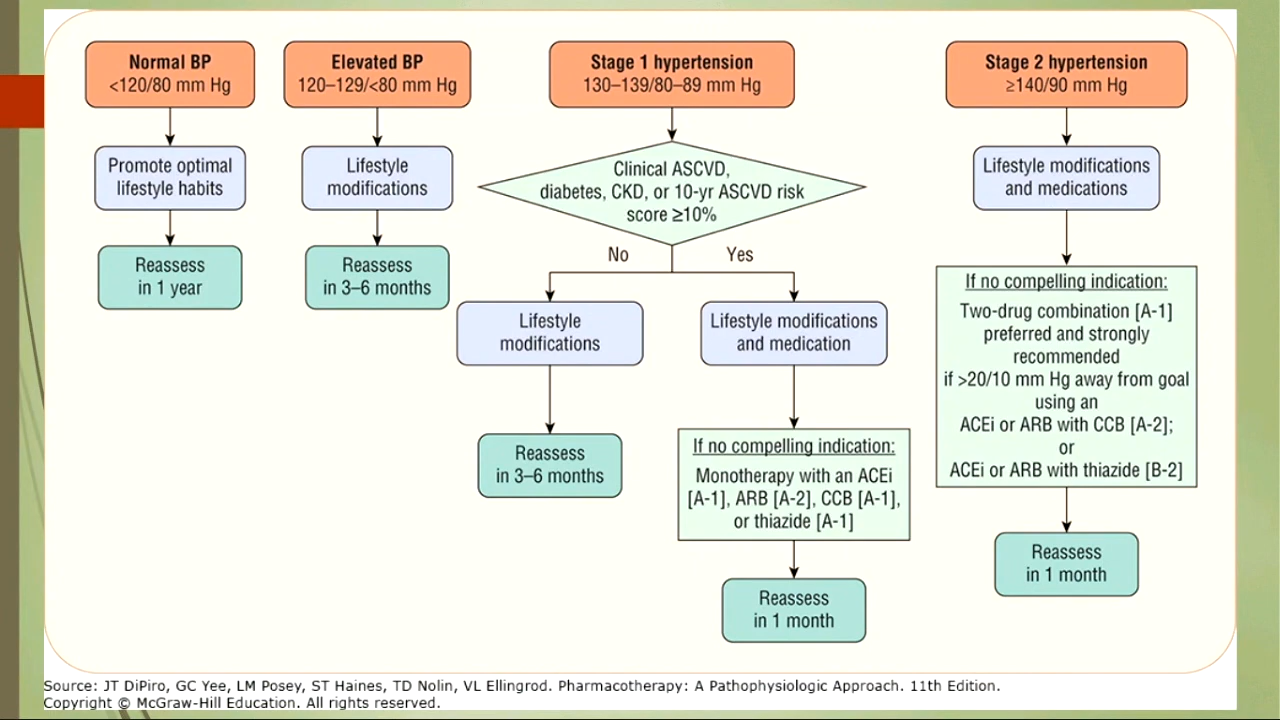 Normal BP
<120/80 mm Hg
Promote optimal
lifestyle habits
Reassess
in 1 year
Elevated BP
120–129/<80 mm Hg
Lifestyle
modifications
Reassess
in 3–6 months
Stage 1 hypertension
130–139/80–89 mm Hg
Clinical ASCVD,
diabetes, CKD, or 10-yr ASCVD risk
score ≥10%
No
Yes
Lifestyle
modifications
Reassess
in 3–6 months
Lifestyle modifications
and medication
If no compelling indication:
Monotherapy with an ACEi
[A-1], ARB [A-2], CCB [A-1],
or thiazide [A-1]
Reassess
in 1 month
Stage 2 hypertension
≥140/90 mm Hg
Lifestyle modifications
and medications
If no compelling indication:
Two-drug combination [A-1]
preferred and strongly
recommended
if >20/10 mm Hg away from goal
using an
ACEi or ARB with CCB [A-2];
or
ACEi or ARB with thiazide [B-2]
Reassess
in 1 month
Source: JT DiPiro, GC Yee, LM Posey, ST Haines, TD Nolin, VL Ellingrod. Pharmacotherapy: A Pathophysiologic Approach. 11th Edition.
Copyright © McGraw-Hill Education. All rights reserved.